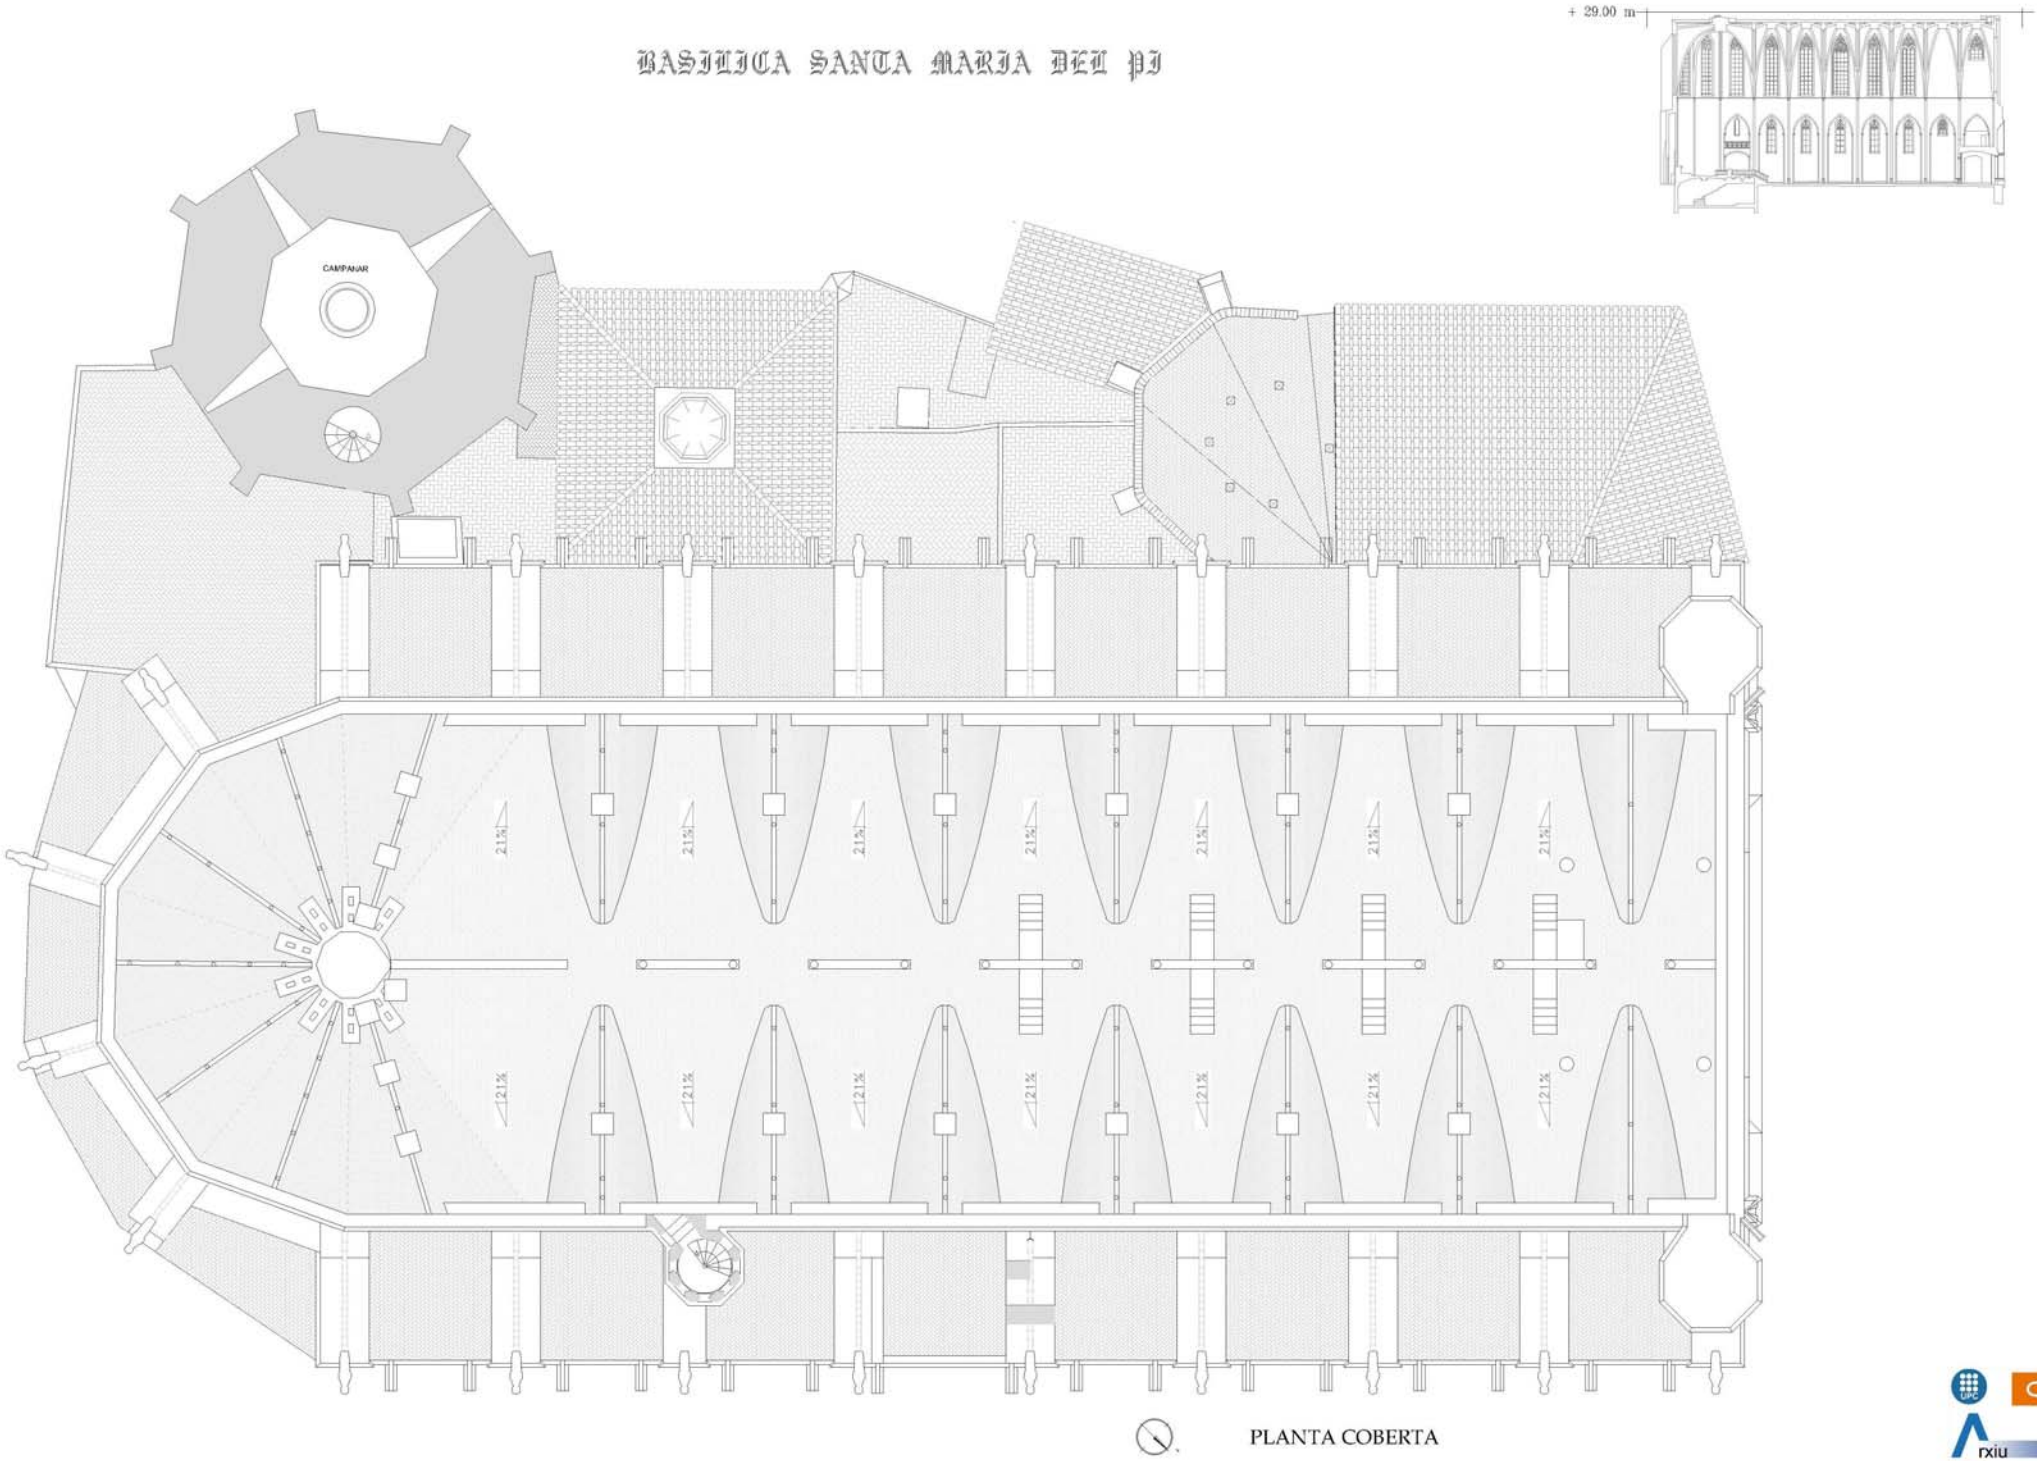 + 29.00 m
BASILICA SANTA MARIA DEL PI
CAMPANAR
21% 21% 21% 21% 21% 21% 21%
21% 21% 21% 21% 21% 21% 21%
PLANTA COBERTA
UPC
Arxiu